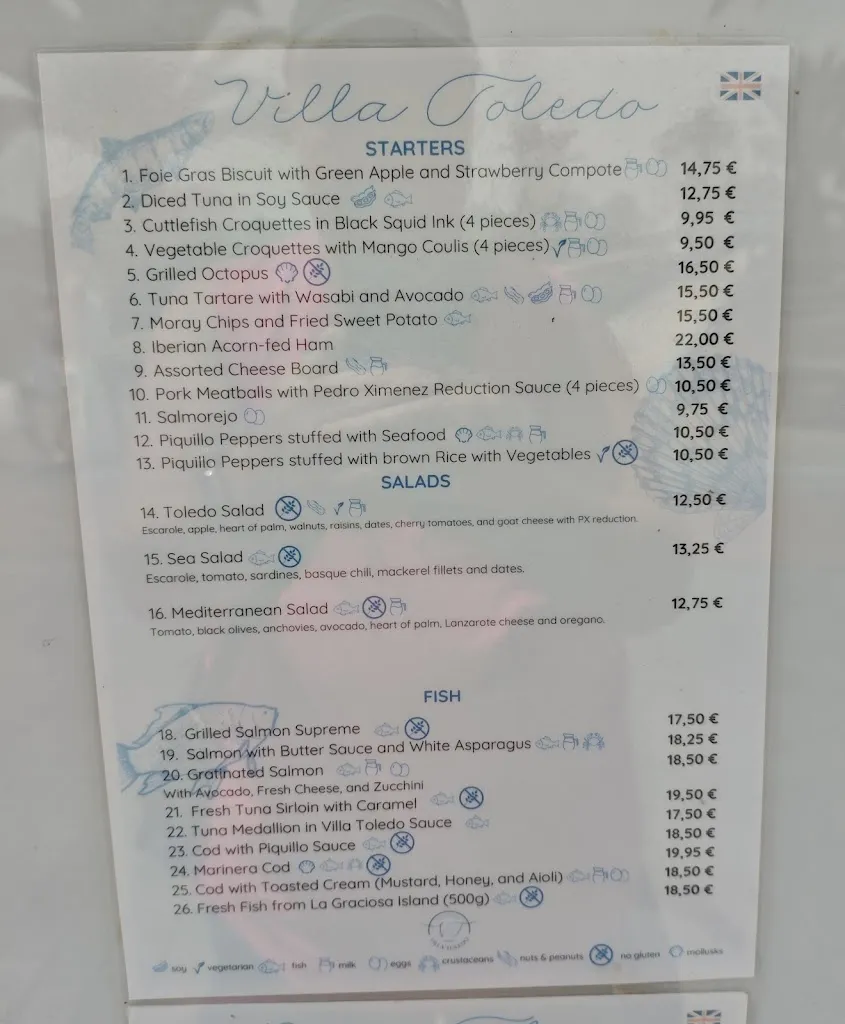 Villa Toledo
STARTERS
1. Foie Gras Biscuit with Green Apple and Strawberry Compote 14,75 €
2. Diced Tuna in Soy Sauce 12,75 €
3. Cuttlefish Croquettes in Black Squid Ink (4 pieces) 9,95 €
4. Vegetable Croquettes with Mango Coulis (4 pieces) 9,50 €
5. Grilled Octopus 16,50 €
6. Tuna Tartare with Wasabi and Avocado 15,50 €
7. Moray Chips and Fried Sweet Potato 15,50 €
8. Iberian Acorn-fed Ham 22,00 €
9. Assorted Cheese Board 13,50 €
10. Pork Meatballs with Pedro Ximenez Reduction Sauce (4 pieces) 10,50 €
11. Salmorejo 9,75 €
12. Piquillo Peppers stuffed with Seafood 10,50 €
13. Piquillo Peppers stuffed with brown Rice with Vegetables 10,50 €
SALADS
14. Toledo Salad 12,50 €
Escarole, apple, heart of palm, walnuts, raisins, dates, cherry tomatoes, and goat cheese with PX reduction.
15. Sea Salad 13,25 €
Escarole, tomato, sardines, basque chili, mackerel fillets and dates.
16. Mediterranean Salad 12,75 €
Tomato, black olives, anchovies, avocado, heart of palm, Lanzarote cheese and oregano.
FISH
18. Grilled Salmon Supreme 17,50 €
19. Salmon with Butter Sauce and White Asparagus 18,25 €
20. Gratinated Salmon 18,50 €
With Avocado, Fresh Cheese, and Zucchini
21. Fresh Tuna Sirloin with Caramel 19,50 €
22. Tuna Medallion in Villa Toledo Sauce 17,50 €
23. Cod with Piquillo Sauce 18,50 €
24. Marinera Cod 19,95 €
25. Cod with Toasted Cream (Mustard, Honey, and Aioli) 18,50 €
26. Fresh Fish from La Graciosa Island (500g) 18,50 €
soy vegetarian fish milk eggs crustaceans nuts & peanuts no gluten mollusks